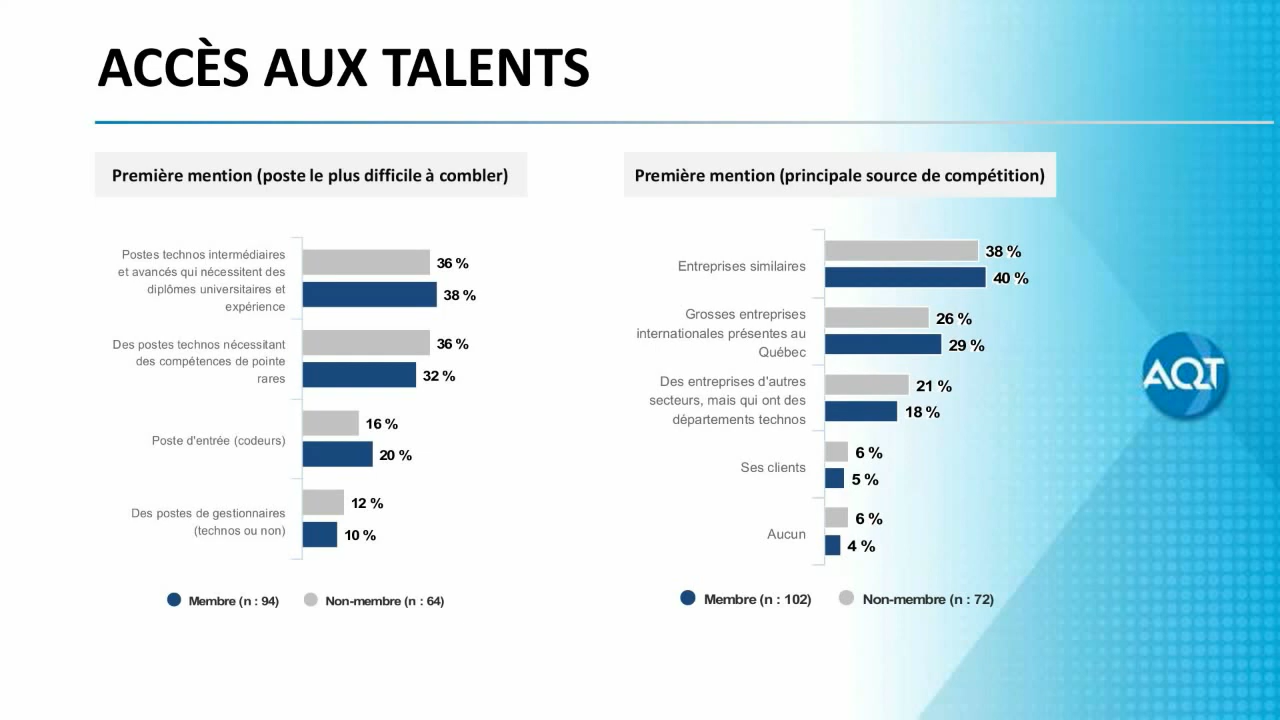 ACCÈS AUX TALENTS
Première mention (poste le plus difficile à combler)
Postes technos intermédiaires
et avancés qui nécessitent des
diplômes universitaires et
expérience
36 %
38 %
Des postes technos nécessitant
des compétences de pointe
rares
36 %
32 %
Poste d'entrée (codeurs)
16 %
20 %
Des postes de gestionnaires
(technos ou non)
12 %
10 %
Membre (n : 94)
Non-membre (n : 64)
Première mention (principale source de compétition)
Entreprises similaires
38 %
40 %
Grosses entreprises
internationales présentes au
Québec
26 %
29 %
Des entreprises d'autres
secteurs, mais qui ont des
départements technos
21 %
18 %
Ses clients
6 %
5 %
Aucun
6 %
4 %
Membre (n : 102)
Non-membre (n : 72)
AQT